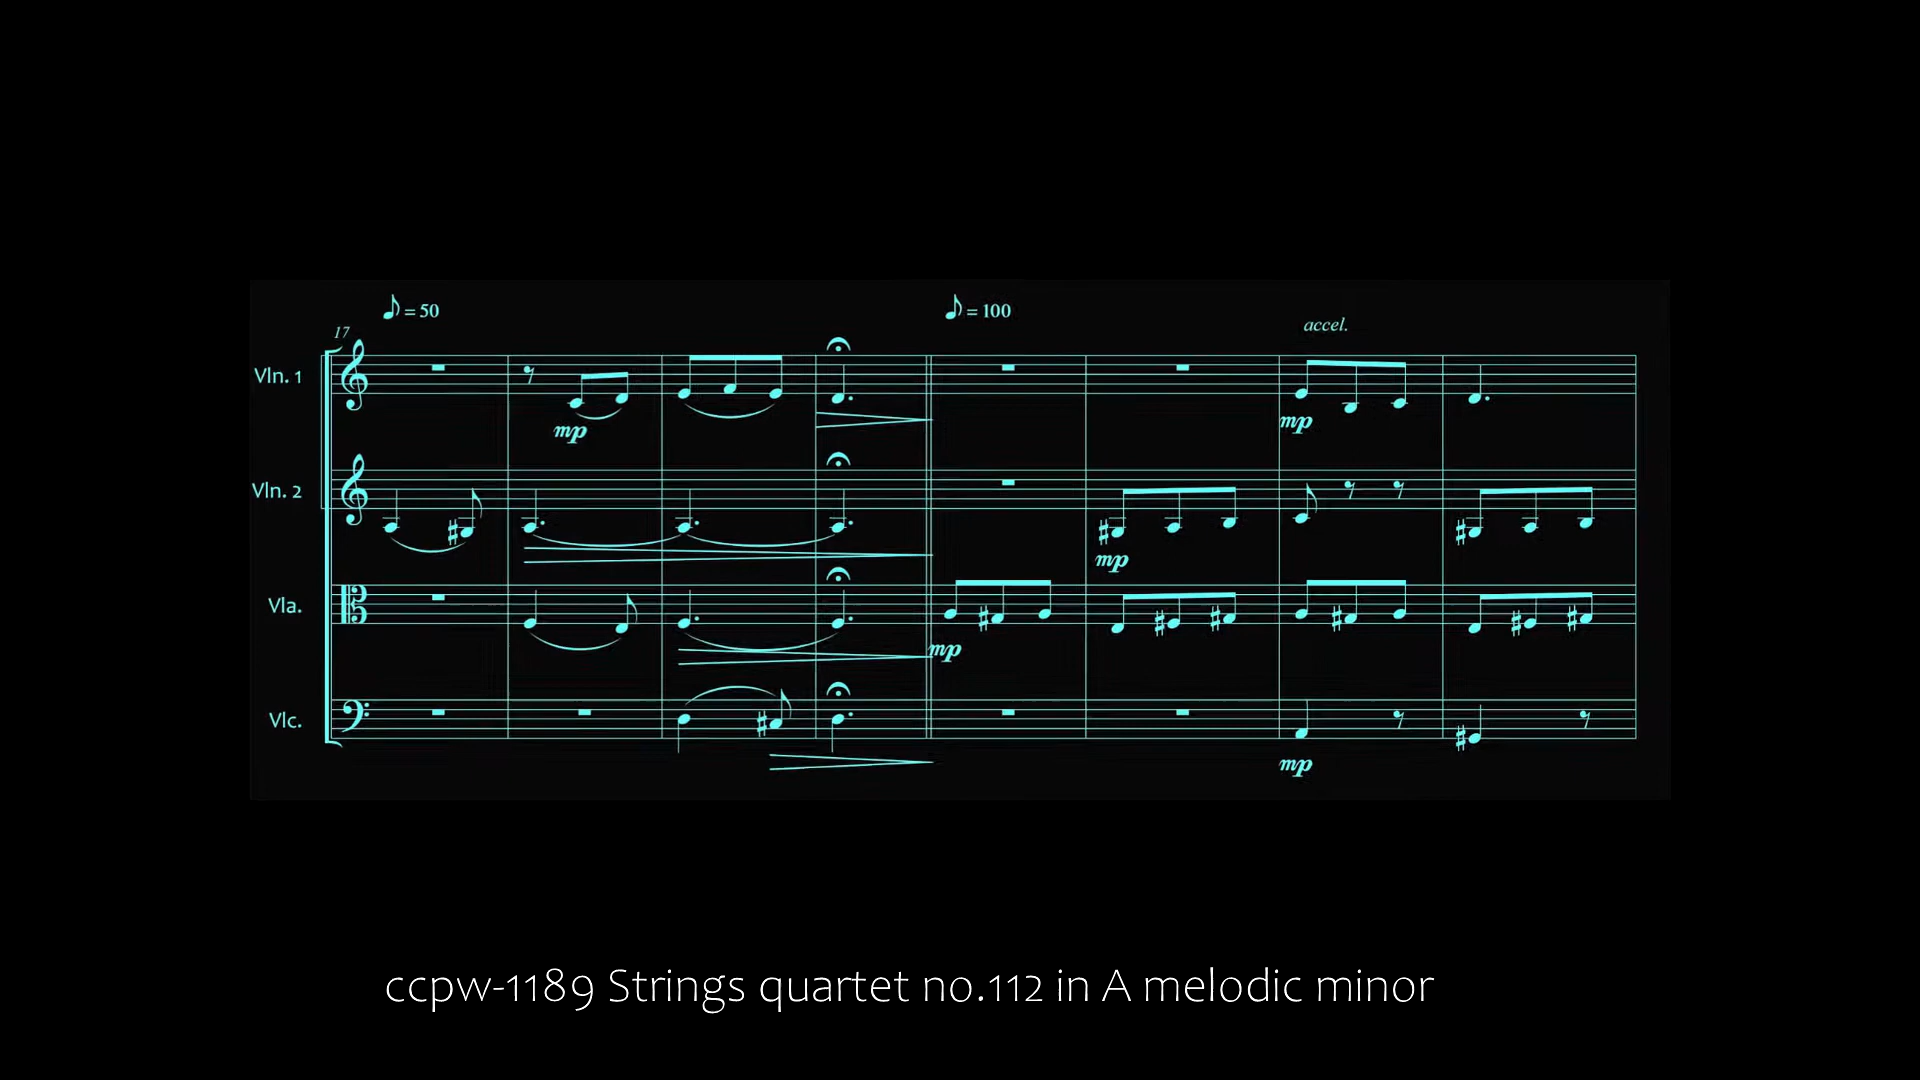 ♪ = 50
♪ = 100
17
accel.
Vln. 1
mp
mp
Vln. 2
mp
Vla.
mp
Vlc.
mp
ccpw-1189 Strings quartet no.112 in A melodic minor